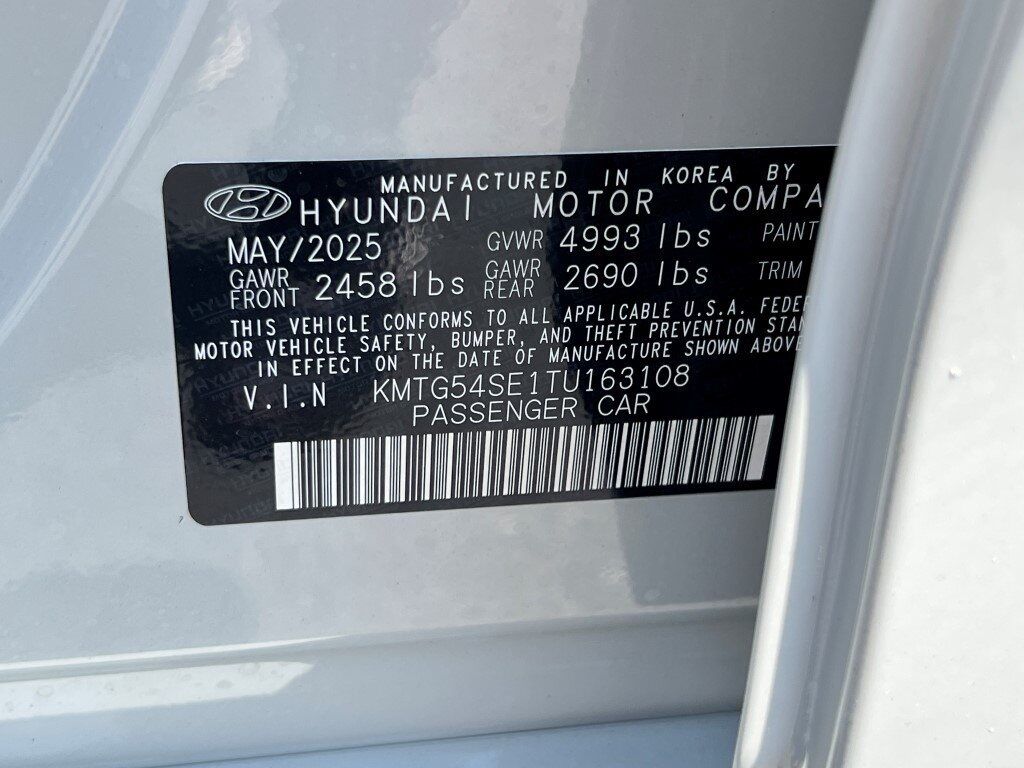 MANUFACTURED IN KOREA BY
HYUNDAI MOTOR COMPA
MAY/2025 GVWR 4993 lbs PAINT
GAWR FRONT 2458 lbs GAWR REAR 2690 lbs TRIM
THIS VEHICLE CONFORMS TO ALL APPLICABLE U.S.A. FEDE
MOTOR VEHICLE SAFETY, BUMPER, AND THEFT PREVENTION STAN
IN EFFECT ON THE DATE OF MANUFACTURE SHOWN ABOVE
V.I.N KMTG54SE1TU163108
PASSENGER CAR